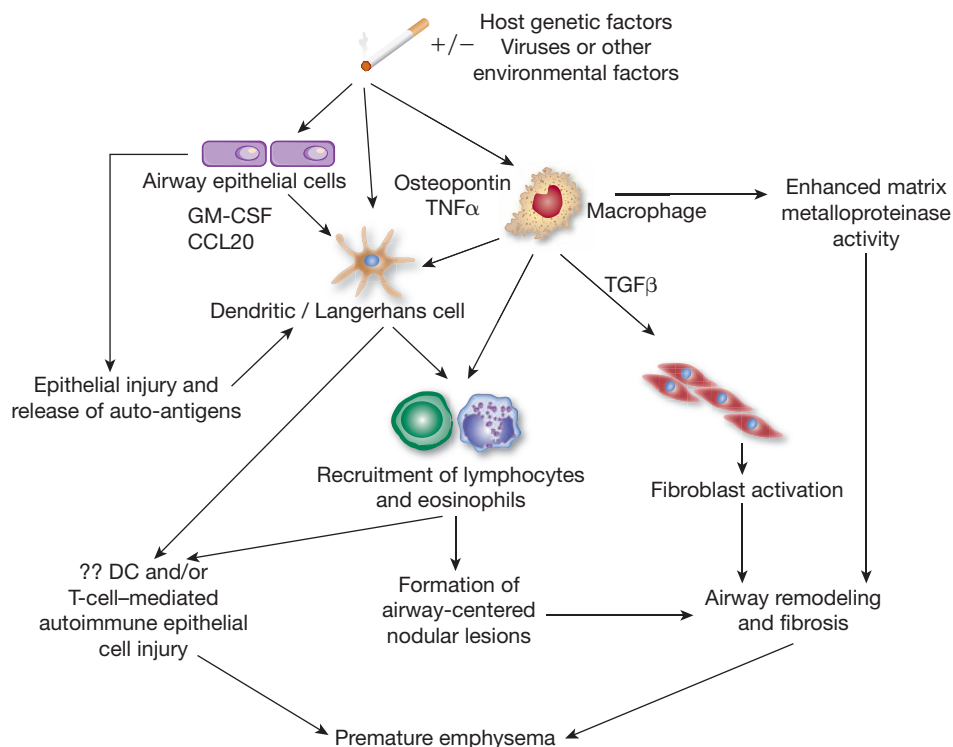 +/−
Host genetic factors
Viruses or other
environmental factors
Airway epithelial cells
GM-CSF
CCL20
Osteopontin
TNFα
Macrophage
Enhanced matrix
metalloproteinase
activity
Dendritic / Langerhans cell
TGFβ
Epithelial injury and
release of auto-antigens
Recruitment of lymphocytes
and eosinophils
Fibroblast activation
?? DC and/or
T-cell–mediated
autoimmune epithelial
cell injury
Formation of
airway-centered
nodular lesions
Airway remodeling
and fibrosis
Premature emphysema